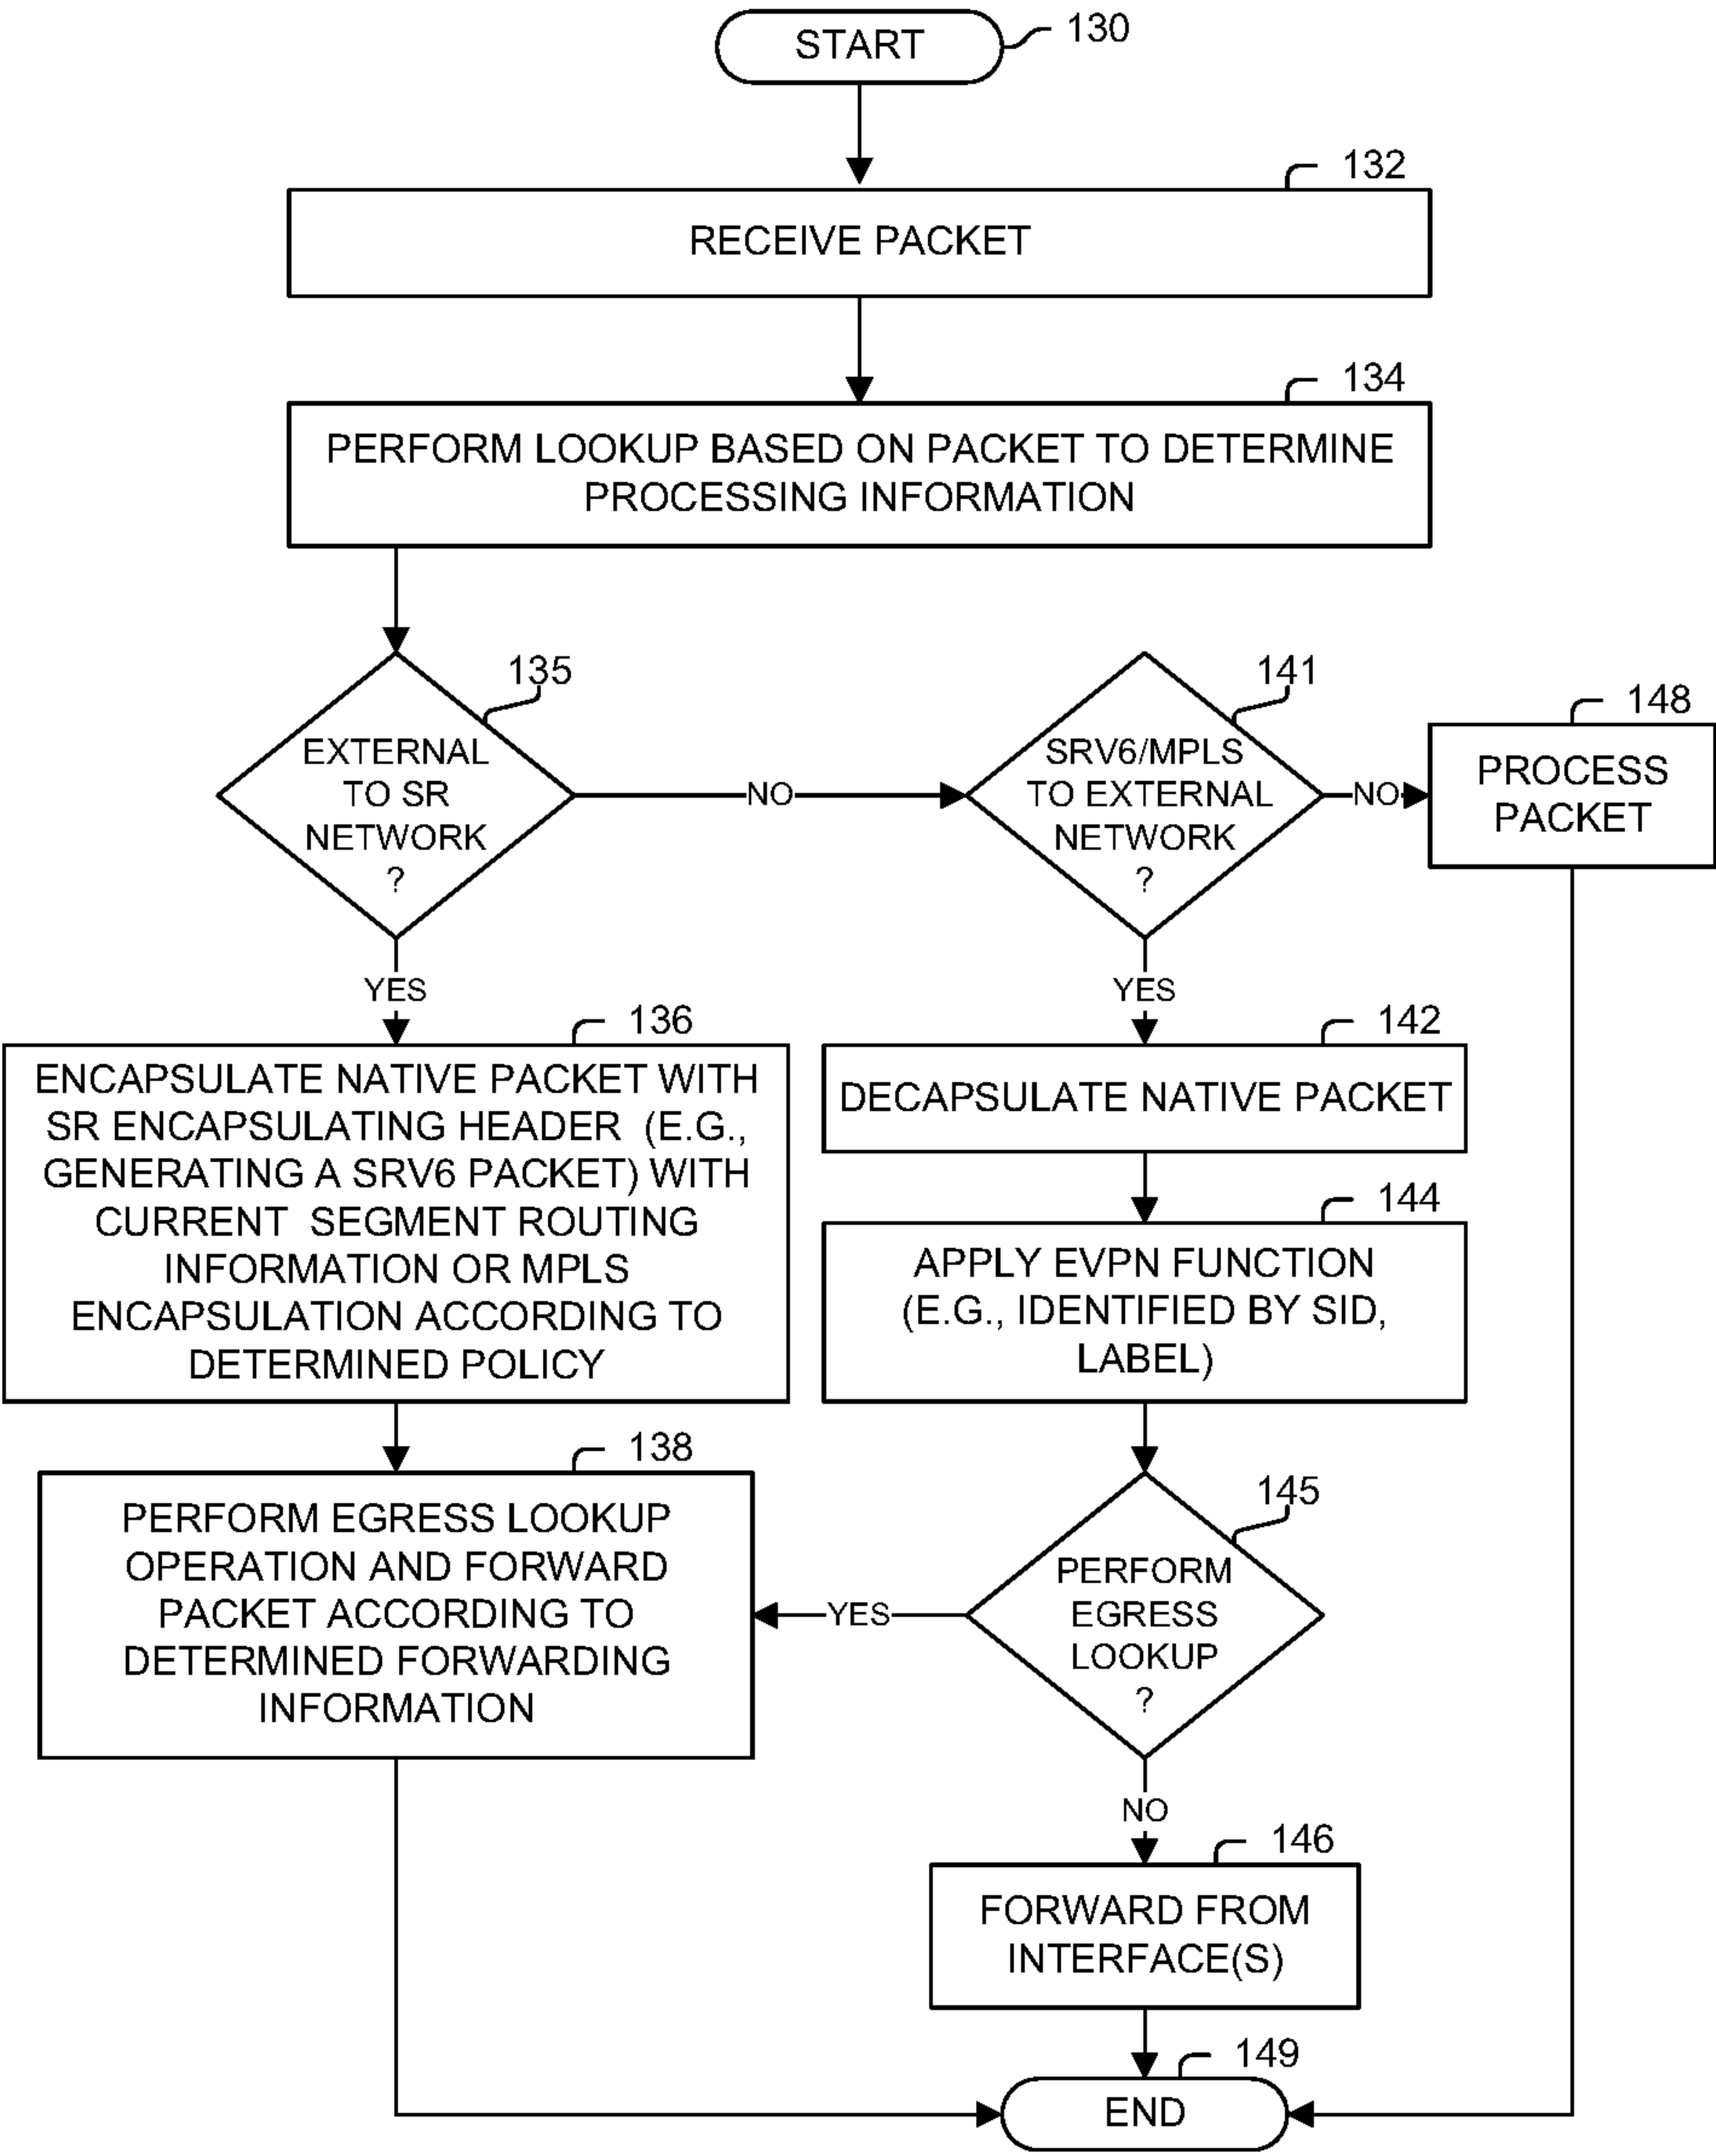 START
130
132
RECEIVE PACKET
134
PERFORM LOOKUP BASED ON PACKET TO DETERMINE
PROCESSING INFORMATION
135
EXTERNAL
TO SR
NETWORK
?
NO
141
SRV6/MPLS
TO EXTERNAL
NETWORK
?
NO
148
PROCESS
PACKET
YES
136
ENCAPSULATE NATIVE PACKET WITH
SR ENCAPSULATING HEADER (E.G.,
GENERATING A SRV6 PACKET) WITH
CURRENT SEGMENT ROUTING
INFORMATION OR MPLS
ENCAPSULATION ACCORDING TO
DETERMINED POLICY
YES
142
DECAPSULATE NATIVE PACKET
144
APPLY EVPN FUNCTION
(E.G., IDENTIFIED BY SID,
LABEL)
138
PERFORM EGRESS LOOKUP
OPERATION AND FORWARD
PACKET ACCORDING TO
DETERMINED FORWARDING
INFORMATION
145
PERFORM
EGRESS
LOOKUP
?
YES
NO
146
FORWARD FROM
INTERFACE(S)
149
END